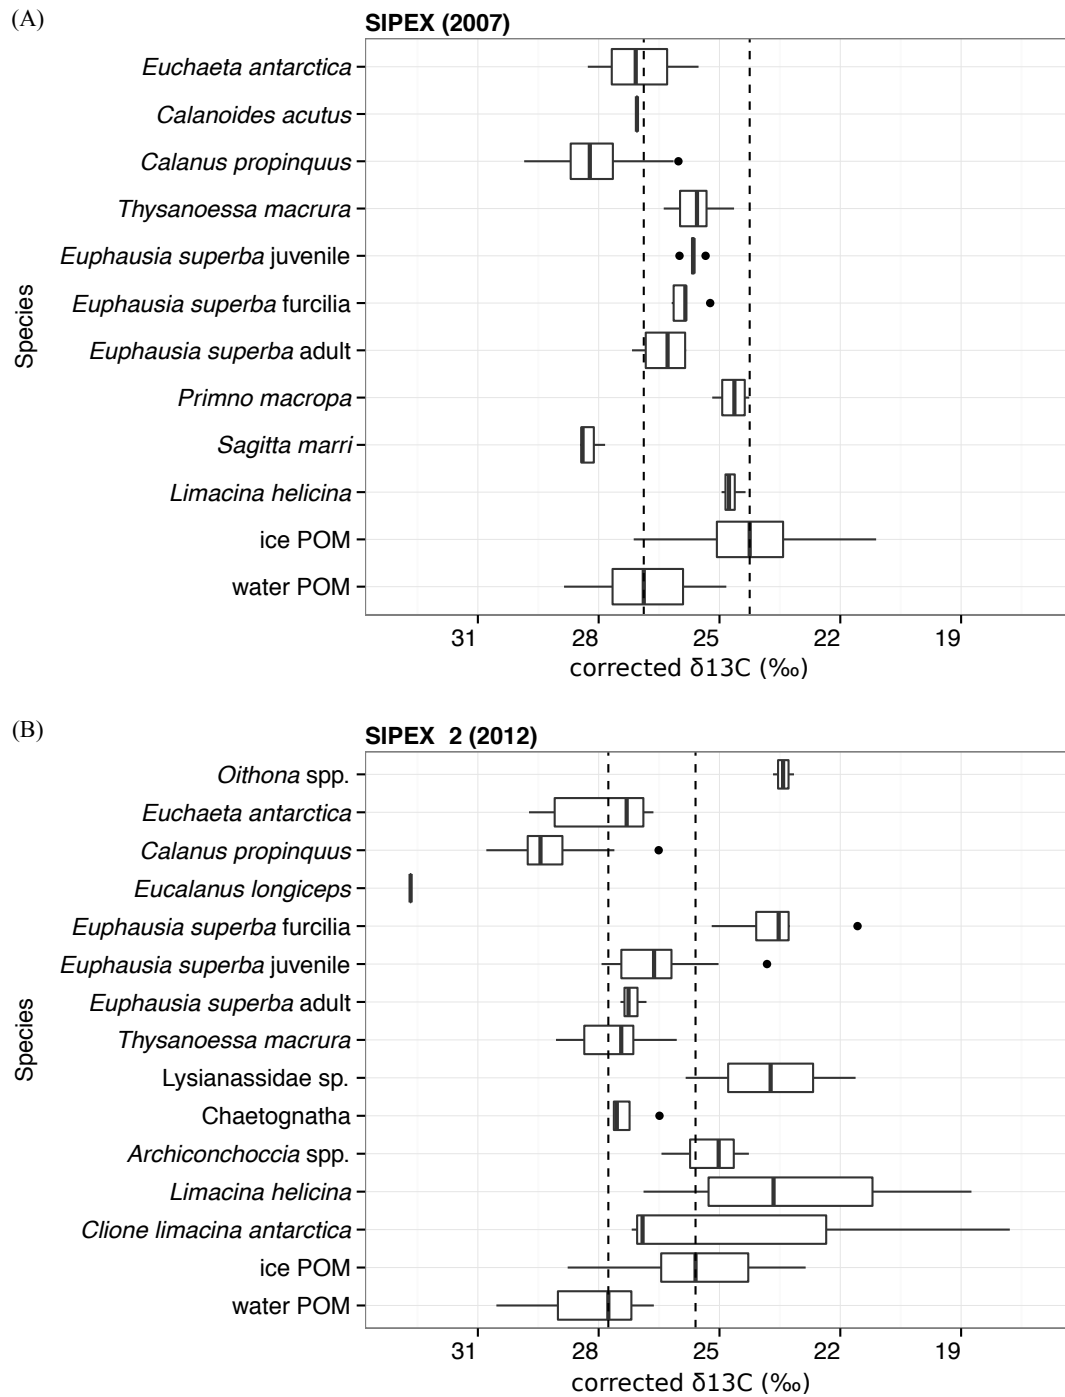 (A)
SIPEX (2007)
Species
Euchaeta antarctica
Calanoides acutus
Calanus propinquus
Thysanoessa macrura
Euphausia superba juvenile
Euphausia superba furcilia
Euphausia superba adult
Primno macropa
Sagitta marri
Limacina helicina
ice POM
water POM
31 28 25 22 19
corrected δ13C (‰)
(B)
SIPEX 2 (2012)
Species
Oithona spp.
Euchaeta antarctica
Calanus propinquus
Eucalanus longiceps
Euphausia superba furcilia
Euphausia superba juvenile
Euphausia superba adult
Thysanoessa macrura
Lysianassidae sp.
Chaetognatha
Archiconchoccia spp.
Limacina helicina
Clione limacina antarctica
ice POM
water POM
31 28 25 22 19
corrected δ13C (‰)